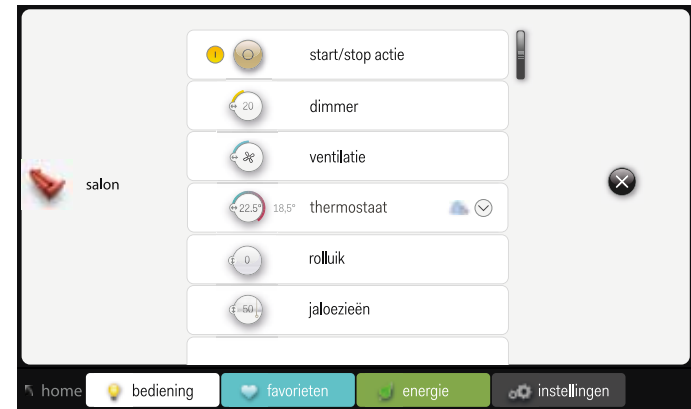 start/stop actie
20 dimmer
ventilatie
salon
22.5° 18,5° thermostaat
0 rolluik
50 jaloezieën
home bediening favorieten energie instellingen